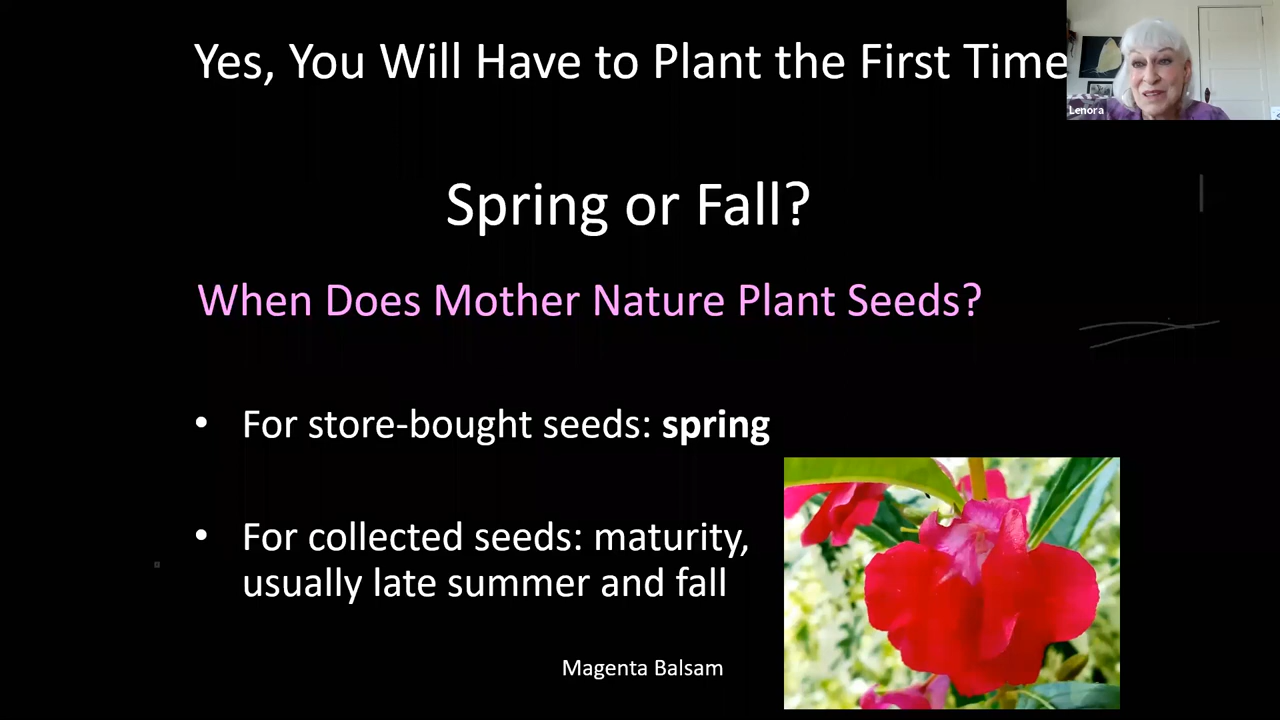 Yes, You Will Have to Plant the First Time
Lenora
Spring or Fall?
When Does Mother Nature Plant Seeds?
• For store-bought seeds: spring
• For collected seeds: maturity,
usually late summer and fall
Magenta Balsam